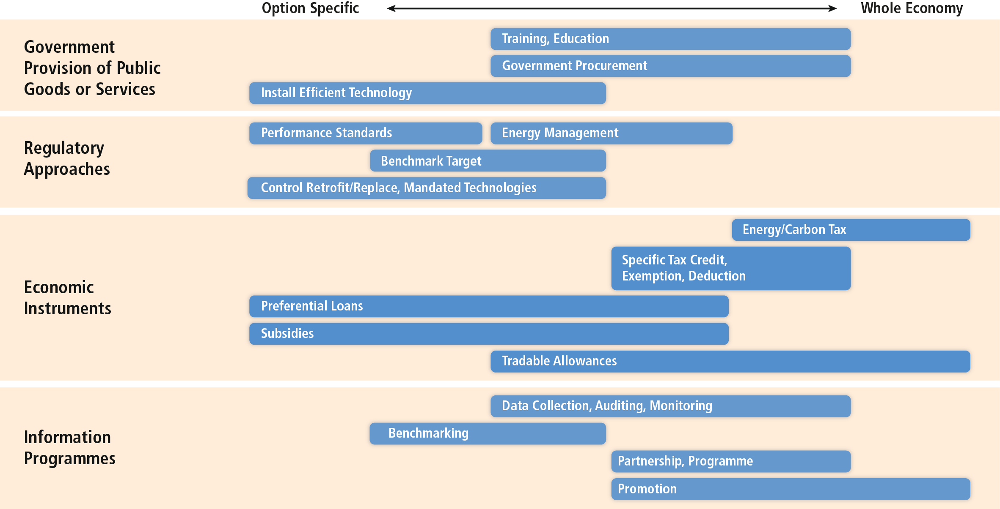 Option Specific
Whole Economy
Government
Provision of Public
Goods or Services
Training, Education
Government Procurement
Install Efficient Technology
Regulatory
Approaches
Performance Standards
Energy Management
Benchmark Target
Control Retrofit/Replace, Mandated Technologies
Economic
Instruments
Energy/Carbon Tax
Specific Tax Credit,
Exemption, Deduction
Preferential Loans
Subsidies
Tradable Allowances
Information
Programmes
Data Collection, Auditing, Monitoring
Benchmarking
Partnership, Programme
Promotion